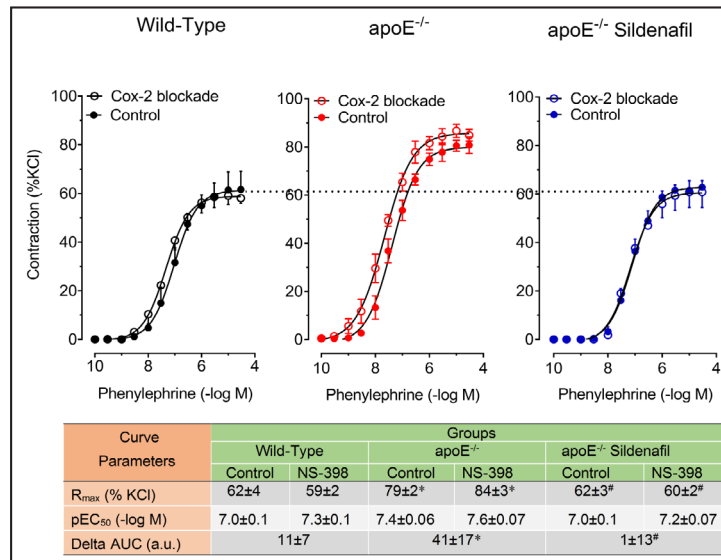 Wild-Type apoE-/- apoE-/- Sildenafil
Contraction (%KCl)
100
80
60
40
20
0
Cox-2 blockade
Control
10 8 6 4
Phenylephrine (-log M)
100
80
60
40
20
0
Cox-2 blockade
Control
10 8 6 4
Phenylephrine (-log M)
100
80
60
40
20
0
Cox-2 blockade
Control
10 8 6 4
Phenylephrine (-log M)
Curve Parameters
Groups
Wild-Type apoE-/- apoE-/- Sildenafil
Control NS-398 Control NS-398 Control NS-398
Rmax (% KCl) 62±4 59±2 79±2* 84±3* 62±3# 60±2#
pEC50 (-log M) 7.0±0.1 7.3±0.1 7.4±0.06 7.6±0.07 7.0±0.1 7.2±0.07
Delta AUC (a.u.) 11±7 41±17* 1±13#